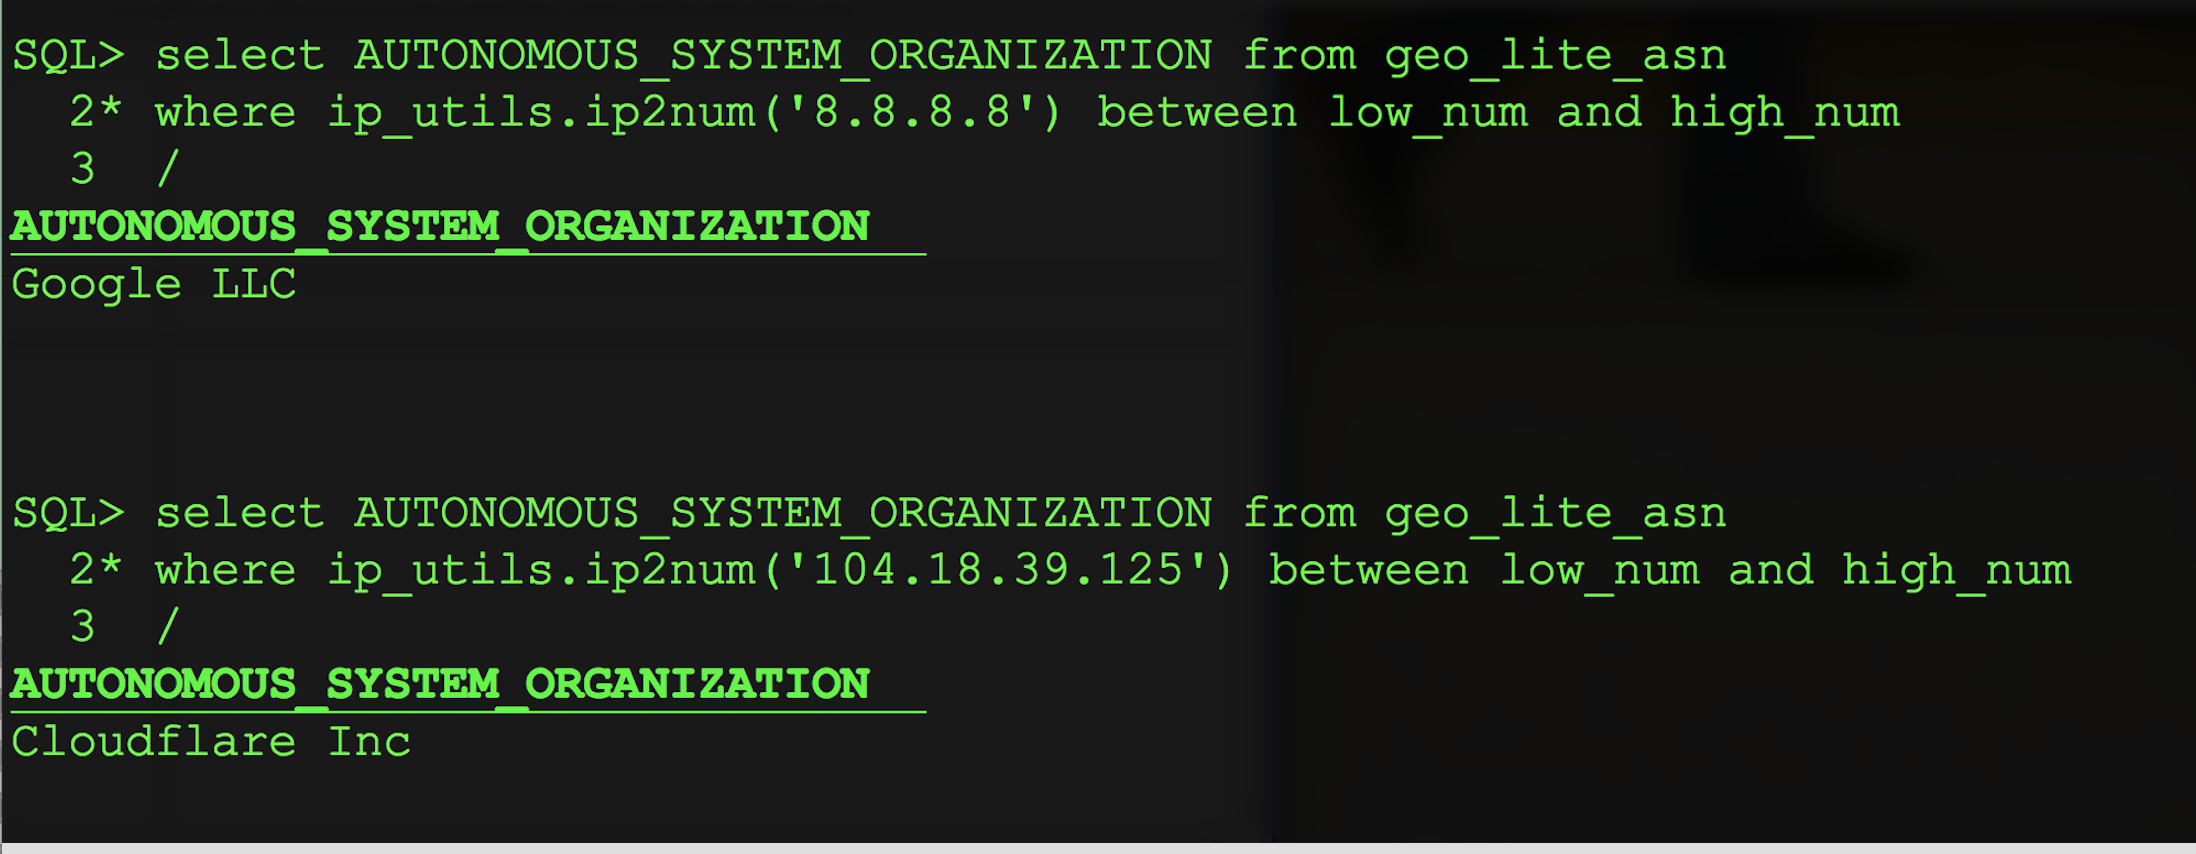 SQL> select AUTONOMOUS_SYSTEM_ORGANIZATION from geo_lite_asn
2* where ip_utils.ip2num('8.8.8.8') between low_num and high_num
3 /
AUTONOMOUS_SYSTEM_ORGANIZATION
Google LLC
SQL> select AUTONOMOUS_SYSTEM_ORGANIZATION from geo_lite_asn
2* where ip_utils.ip2num('104.18.39.125') between low_num and high_num
3 /
AUTONOMOUS_SYSTEM_ORGANIZATION
Cloudflare Inc